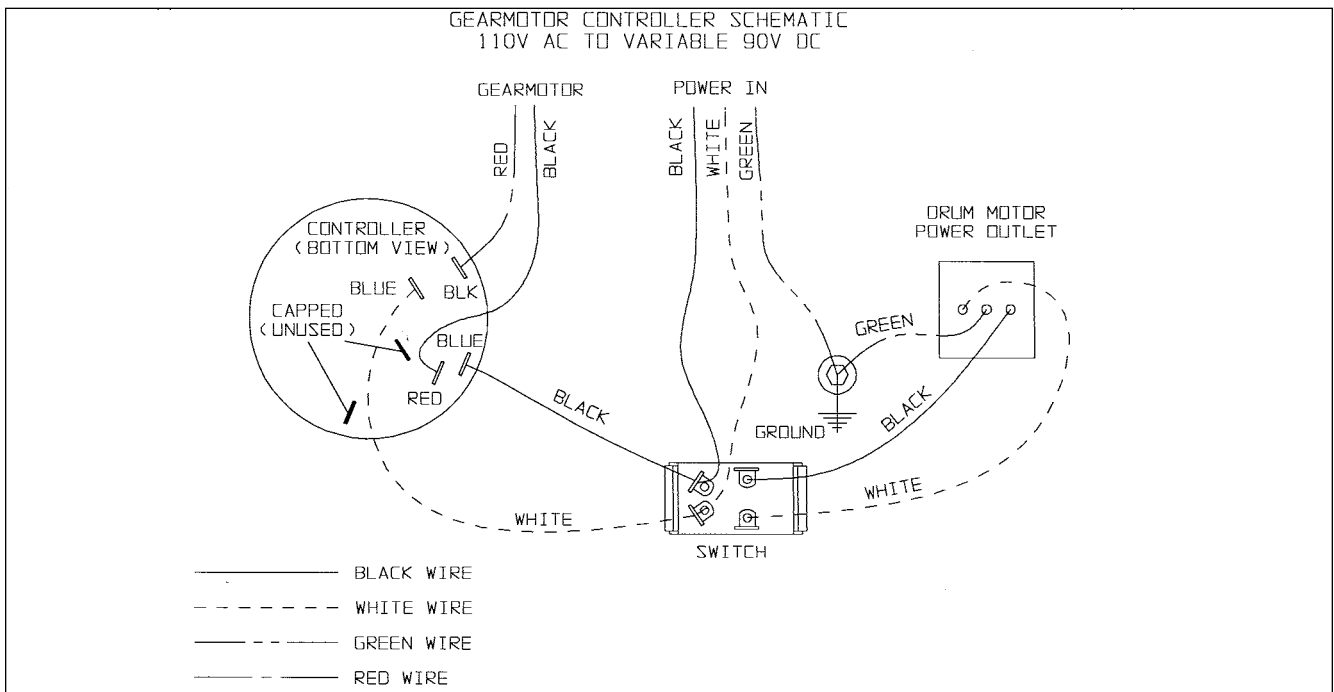 GEARMOTOR CONTROLLER SCHEMATIC
110V AC TO VARIABLE 90V DC
GEARMOTOR
POWER IN
RED
BLACK
BLACK
WHITE
GREEN
DRUM MOTOR
POWER OUTLET
CONTROLLER
(BOTTOM VIEW)
BLUE
BLK
CAPPED
(UNUSED)
BLUE
RED
GREEN
BLACK
BLACK
GROUND
WHITE
WHITE
SWITCH
BLACK WIRE
WHITE WIRE
GREEN WIRE
RED WIRE